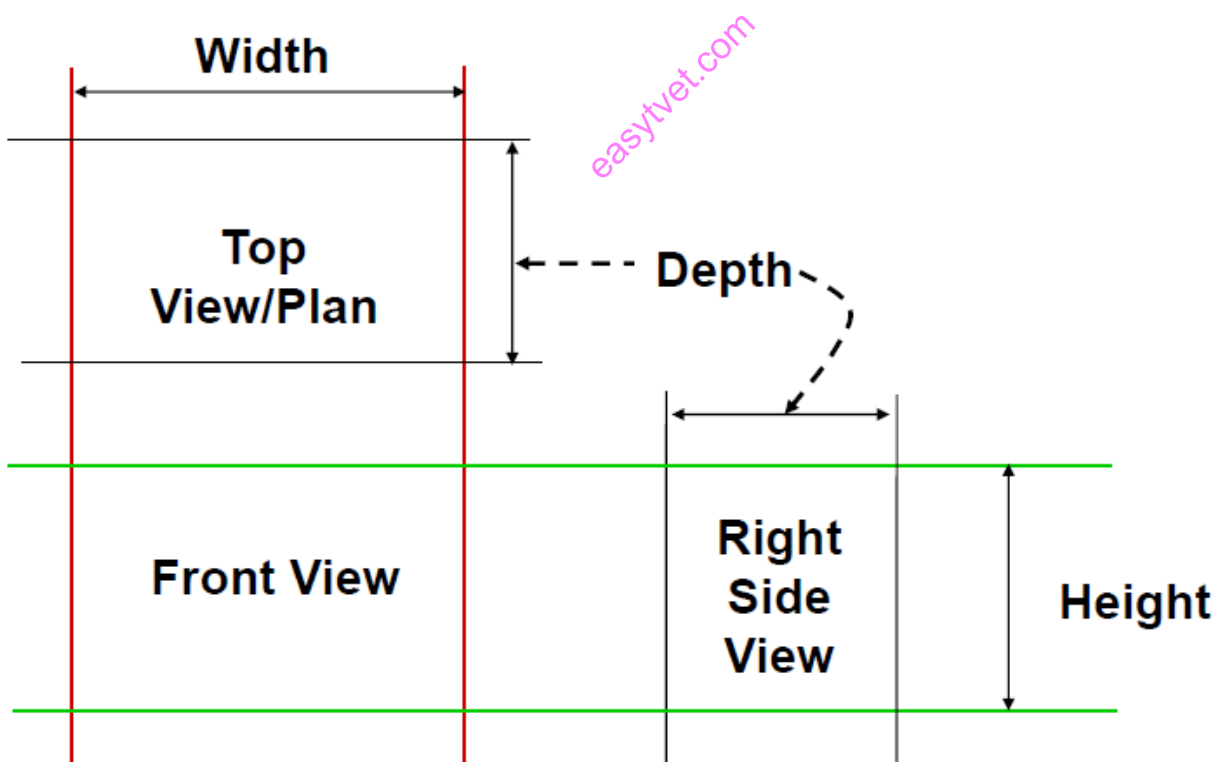 Width
easytvet.com
Top
View/Plan
Depth
Front View
Right
Side
View
Height